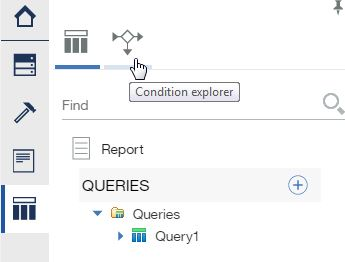 Condition explorer
Find
Report
QUERIES
Queries
Query1